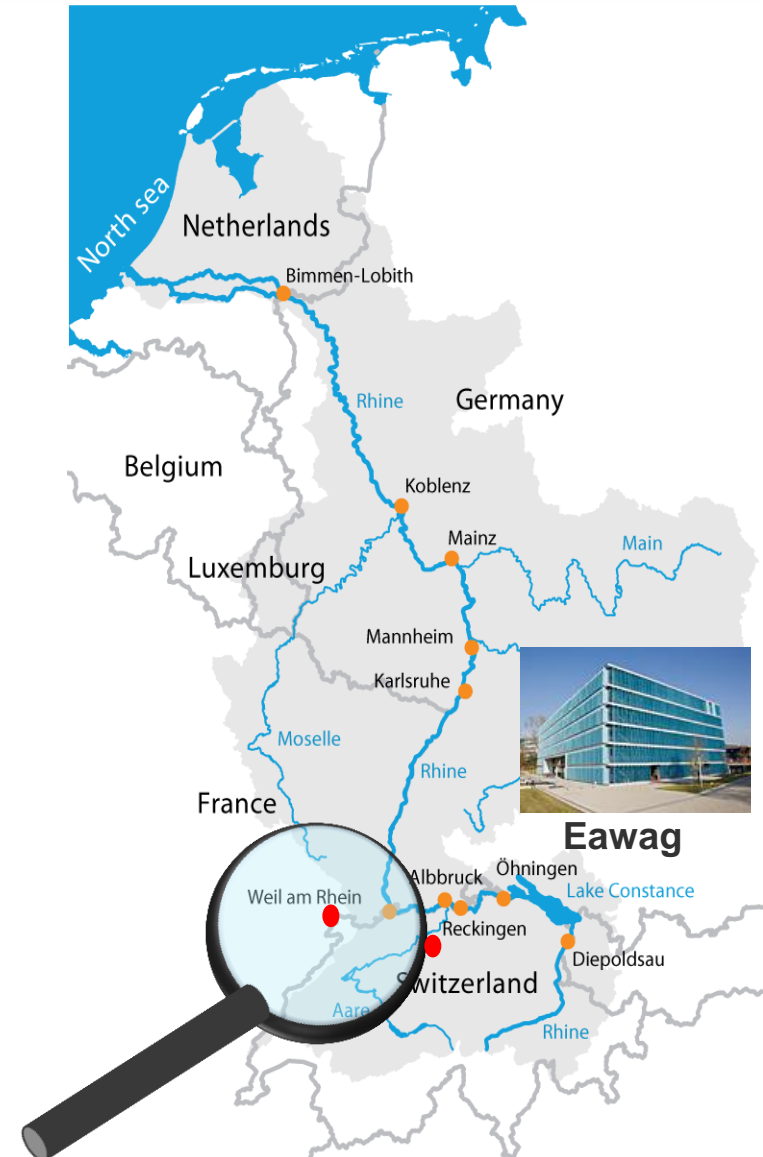 North sea
Netherlands
Bimmen-Lobith
Rhine
Germany
Belgium
Koblenz
Mainz
Main
Luxemburg
Mannheim
Karlsruhe
Moselle
Rhine
France
Eawag
Albbruck
Öhningen
Weil am Rhein
Lake Constance
Reckingen
Diepoldsau
Switzerland
Aare
Rhine